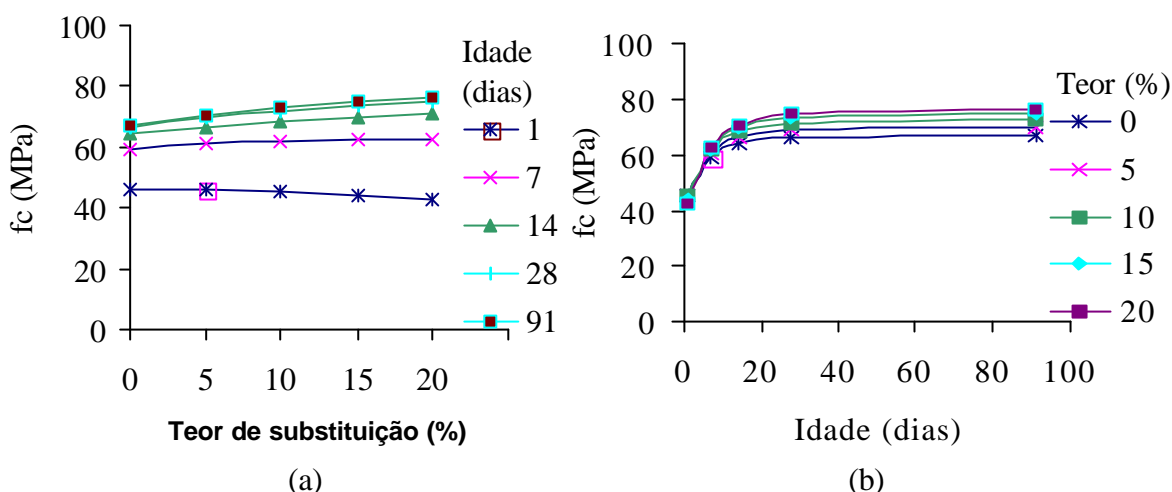 100
80
60
40
20
0
fc (MPa)
0 5 10 15 20
Teor de substituição (%)
Idade
(dias)
1
7
14
28
91
(a)
100
80
60
40
20
0
fc (MPa)
0 20 40 60 80 100
Idade (dias)
Teor (%)
0
5
10
15
20
(b)